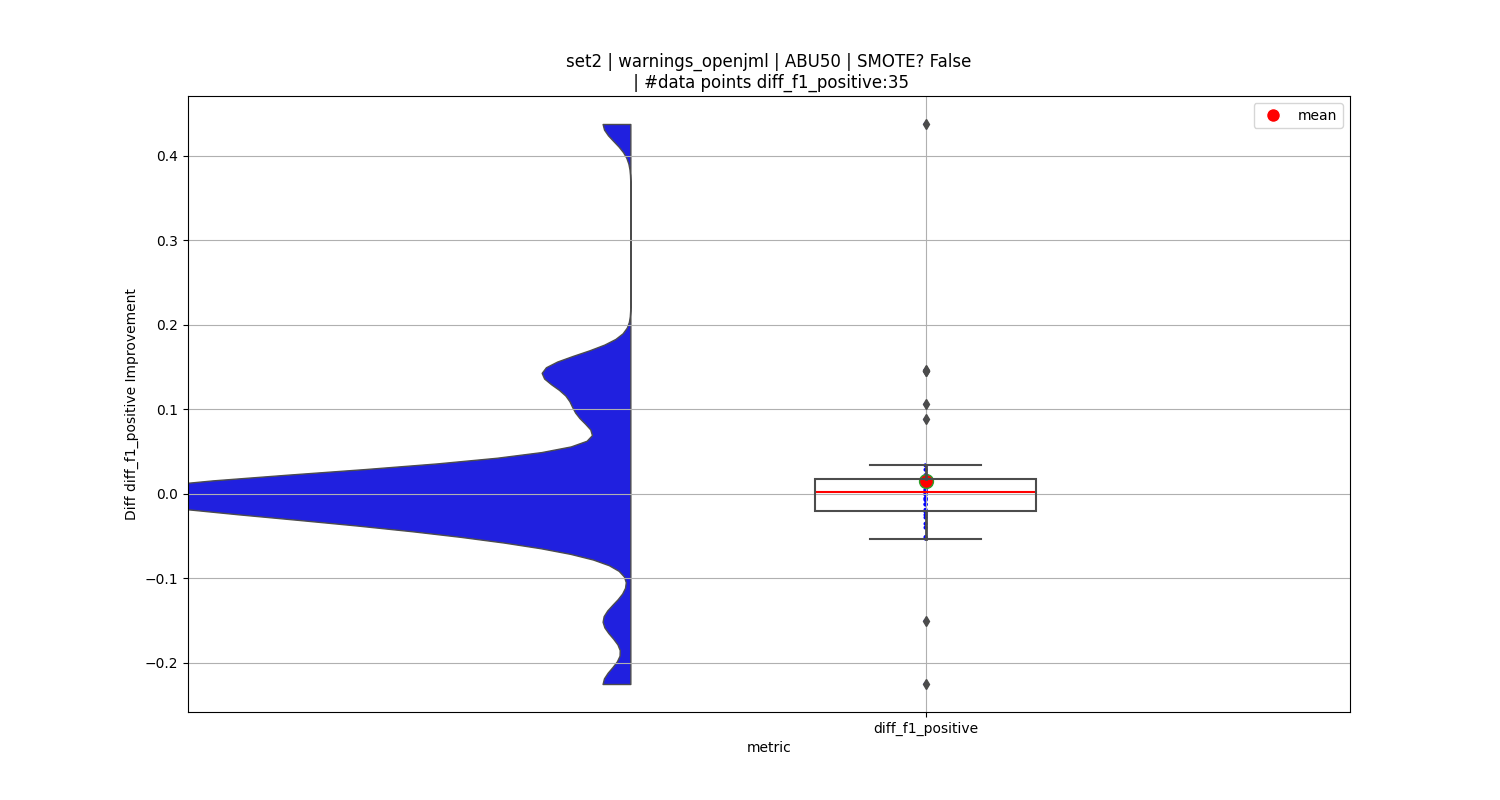 set2 | warnings_openjml | ABU50 | SMOTE? False
| #data points diff_f1_positive:35
mean
0.4
0.3
0.2
0.1
0.0
−0.1
−0.2
Diff diff_f1_positive Improvement
diff_f1_positive
metric